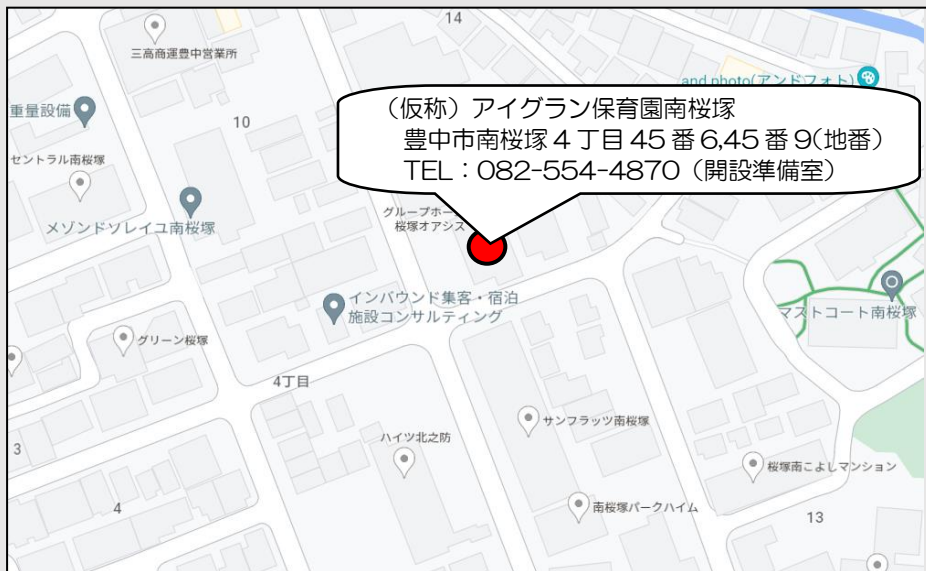 14
三高商運豊中営業所
and photo(アンドフォト)
重量設備
10
（仮称）アイグラン保育園南桜塚
豊中市南桜塚４丁目45番6,45番9(地番)
TEL：082-554-4870（開設準備室）
セントラル南桜塚
メゾンドソレイユ南桜塚
グループホー
桜塚オアシス
インバウンド集客・宿泊
施設コンサルティング
マストコート南桜塚
グリーン桜塚
4丁目
サンフラッツ南桜塚
ハイツ北之防
3
桜塚南こよしマンション
4
南桜塚パークハイム
13